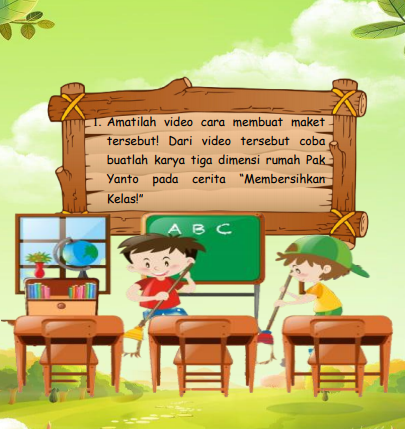 1. Amatilah video cara membuat maket
tersebut! Dari video tersebut coba
buatlah karya tiga dimensi rumah Pak
Yanto pada cerita “Membersihkan
Kelas!”
A B C